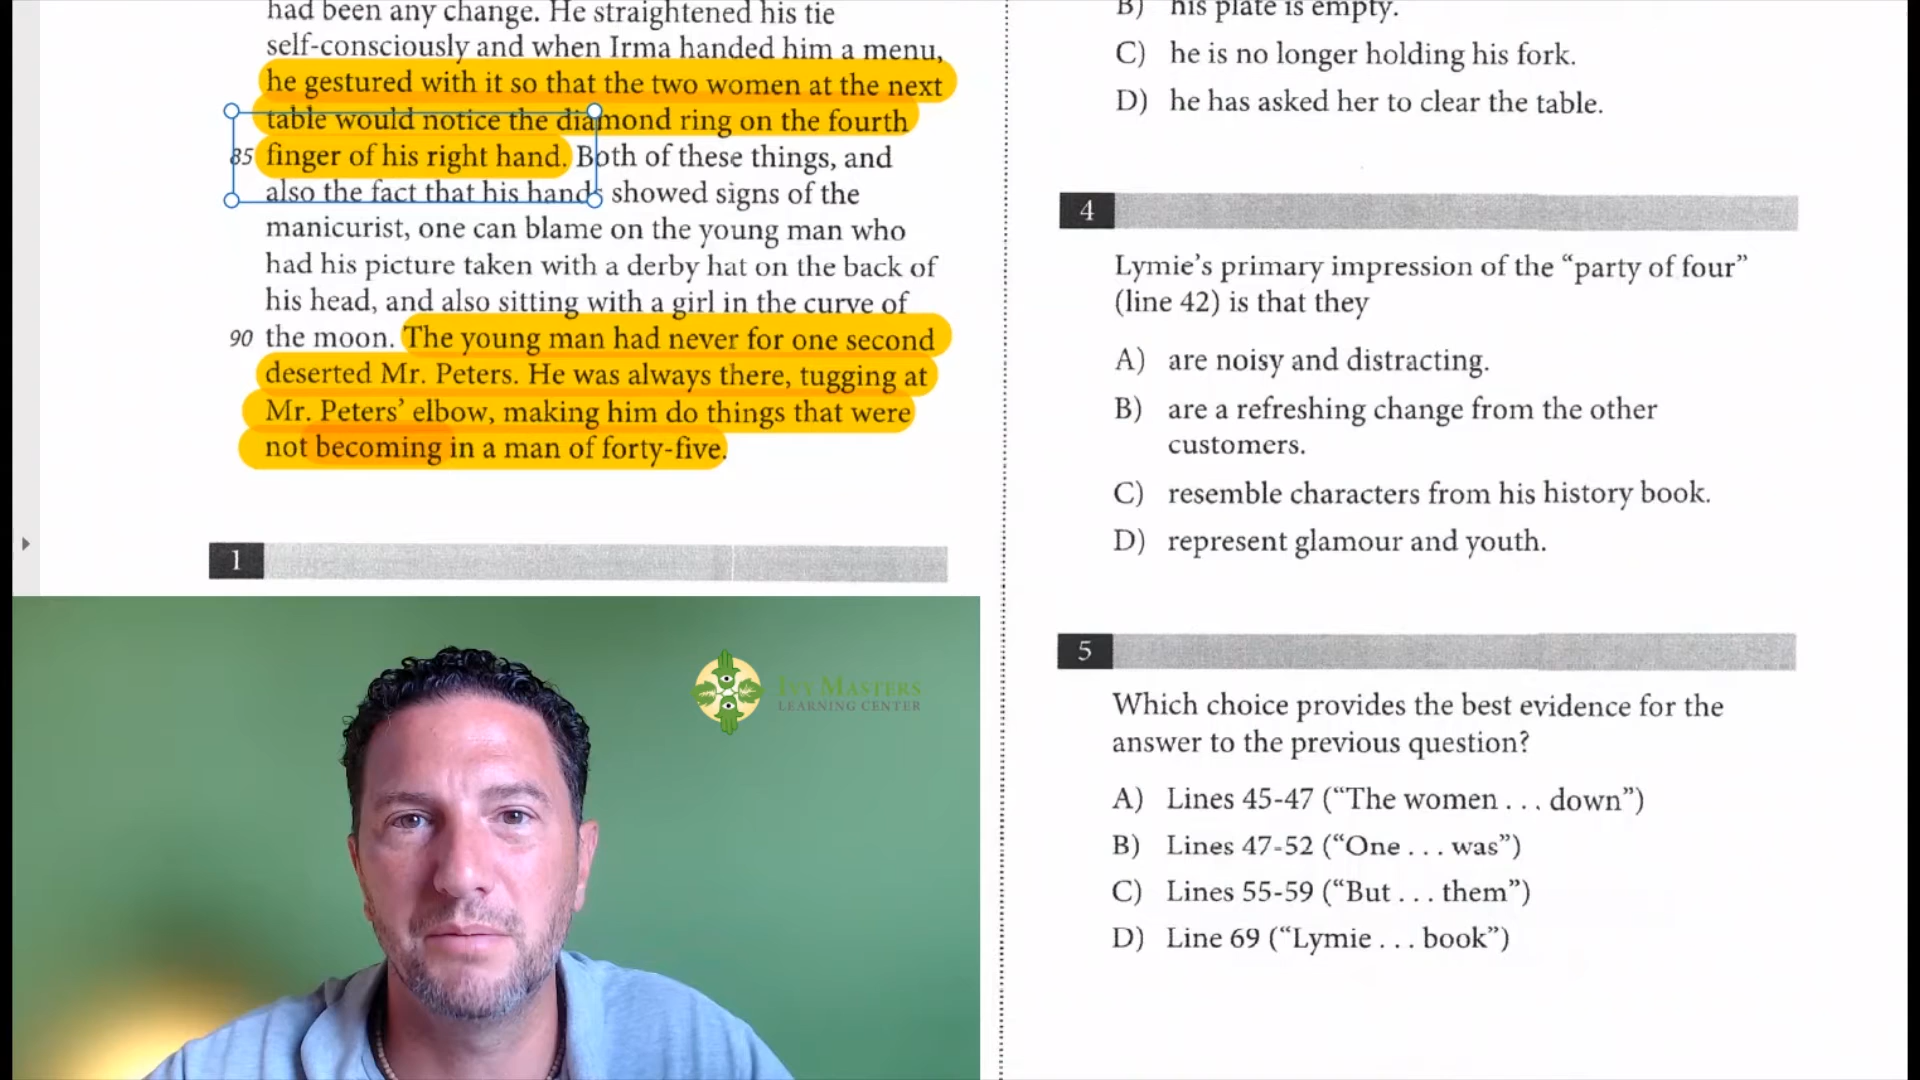 had been any change. He straightened his tie
self-consciously and when Irma handed him a menu,
he gestured with it so that the two women at the next
table would notice the diamond ring on the fourth
85 finger of his right hand. Both of these things, and
also the fact that his hands showed signs of the
manicurist, one can blame on the young man who
had his picture taken with a derby hat on the back of
his head, and also sitting with a girl in the curve of
90 the moon. The young man had never for one second
deserted Mr. Peters. He was always there, tugging at
Mr. Peters’ elbow, making him do things that were
not becoming in a man of forty-five.
1
IVY MASTERS
LEARNING CENTER
B) his plate is empty.
C) he is no longer holding his fork.
D) he has asked her to clear the table.
4
Lymie’s primary impression of the “party of four”
(line 42) is that they
A) are noisy and distracting.
B) are a refreshing change from the other
customers.
C) resemble characters from his history book.
D) represent glamour and youth.
5
Which choice provides the best evidence for the
answer to the previous question?
A) Lines 45-47 (“The women . . . down”)
B) Lines 47-52 (“One . . . was”)
C) Lines 55-59 (“But . . . them”)
D) Line 69 (“Lymie . . . book”)